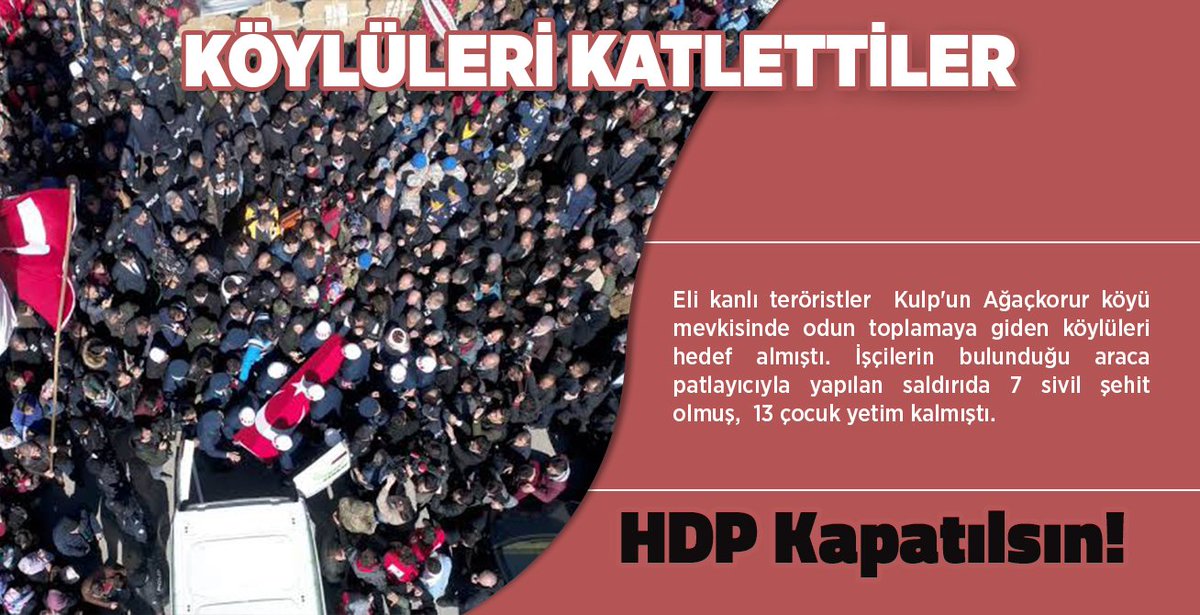 KÖYLÜLERİ KATLETTİLER
Eli kanlı teröristler Kulp'un Ağaçkorur köyü
mevkisinde odun toplamaya giden köylüleri
hedef almıştı. İşçilerin bulunduğu araca
patlayıcıyla yapılan saldırıda 7 sivil şehit
olmuş, 13 çocuk yetim kalmıştı.
HDP Kapatılsın!